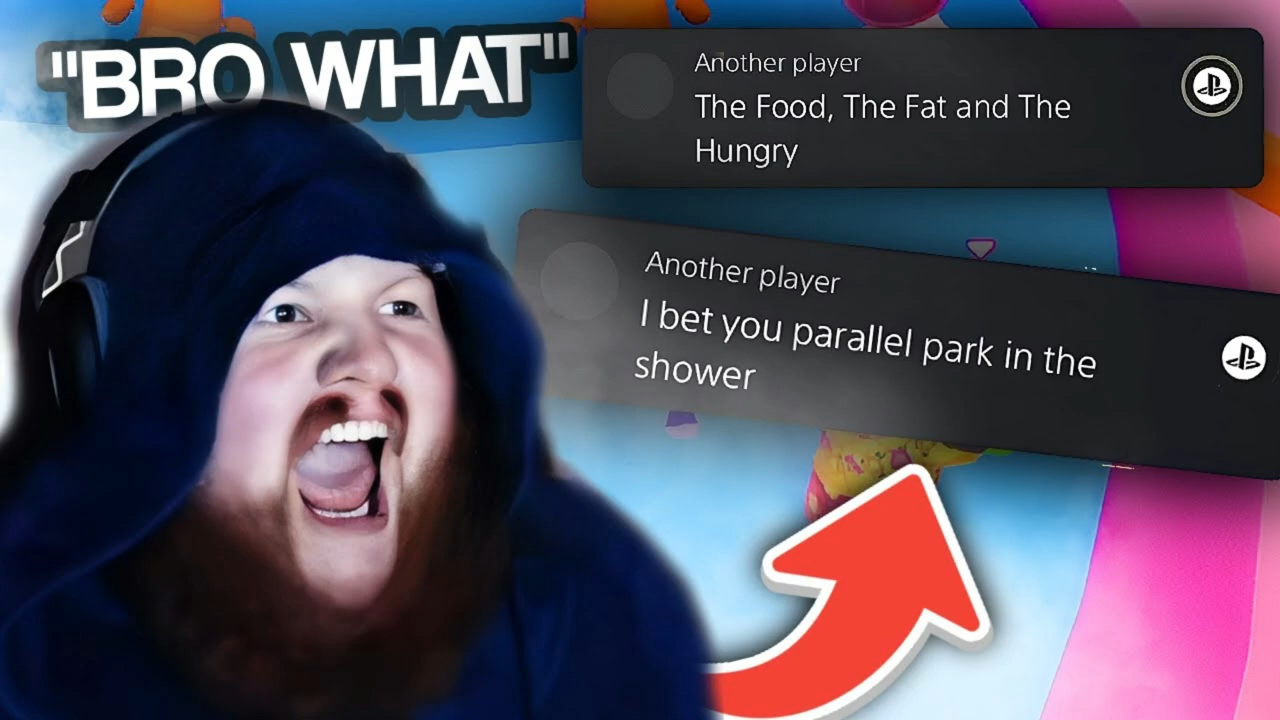 "BRO WHAT"
Another player
The Food, The Fat and The
Hungry
Another player
I bet you parallel park in the
shower